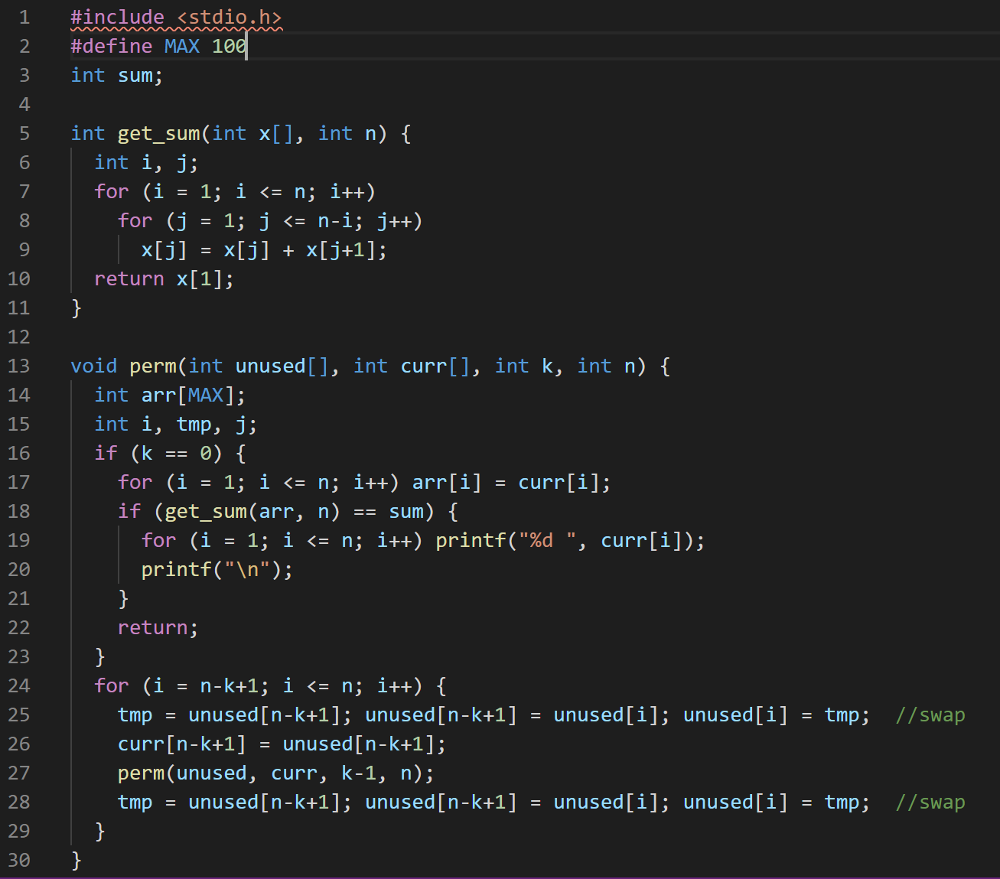 1 #include <stdio.h>
2 #define MAX 100
3 int sum;
4
5 int get_sum(int x[], int n) {
6   int i, j;
7   for (i = 1; i <= n; i++)
8     for (j = 1; j <= n-i; j++)
9       x[j] = x[j] + x[j+1];
10   return x[1];
11 }
12
13 void perm(int unused[], int curr[], int k, int n) {
14   int arr[MAX];
15   int i, tmp, j;
16   if (k == 0) {
17     for (i = 1; i <= n; i++) arr[i] = curr[i];
18     if (get_sum(arr, n) == sum) {
19       for (i = 1; i <= n; i++) printf("%d ", curr[i]);
20       printf("\n");
21     }
22     return;
23   }
24   for (i = n-k+1; i <= n; i++) {
25     tmp = unused[n-k+1]; unused[n-k+1] = unused[i]; unused[i] = tmp;  //swap
26     curr[n-k+1] = unused[n-k+1];
27     perm(unused, curr, k-1, n);
28     tmp = unused[n-k+1]; unused[n-k+1] = unused[i]; unused[i] = tmp;  //swap
29   }
30 }